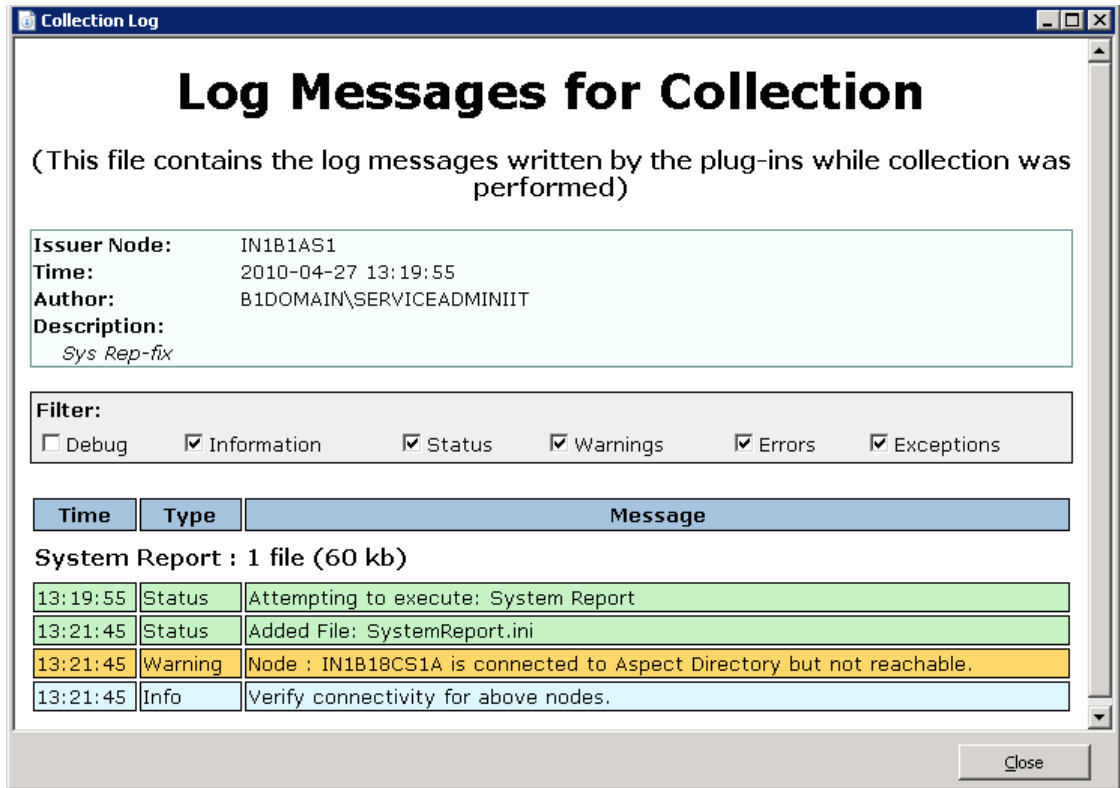 Collection Log
Log Messages for Collection
(This file contains the log messages written by the plug-ins while collection was
performed)
Issuer Node: IN1B1AS1
Time: 2010-04-27 13:19:55
Author: B1DOMAIN\SERVICEADMINIIT
Description:
Sys Rep-fix
Filter:
Debug Information Status Warnings Errors Exceptions
Time Type Message
System Report : 1 file (60 kb)
13:19:55 Status Attempting to execute: System Report
13:21:45 Status Added File: SystemReport.ini
13:21:45 Warning Node : IN1B18CS1A is connected to Aspect Directory but not reachable.
13:21:45 Info Verify connectivity for above nodes.
Close